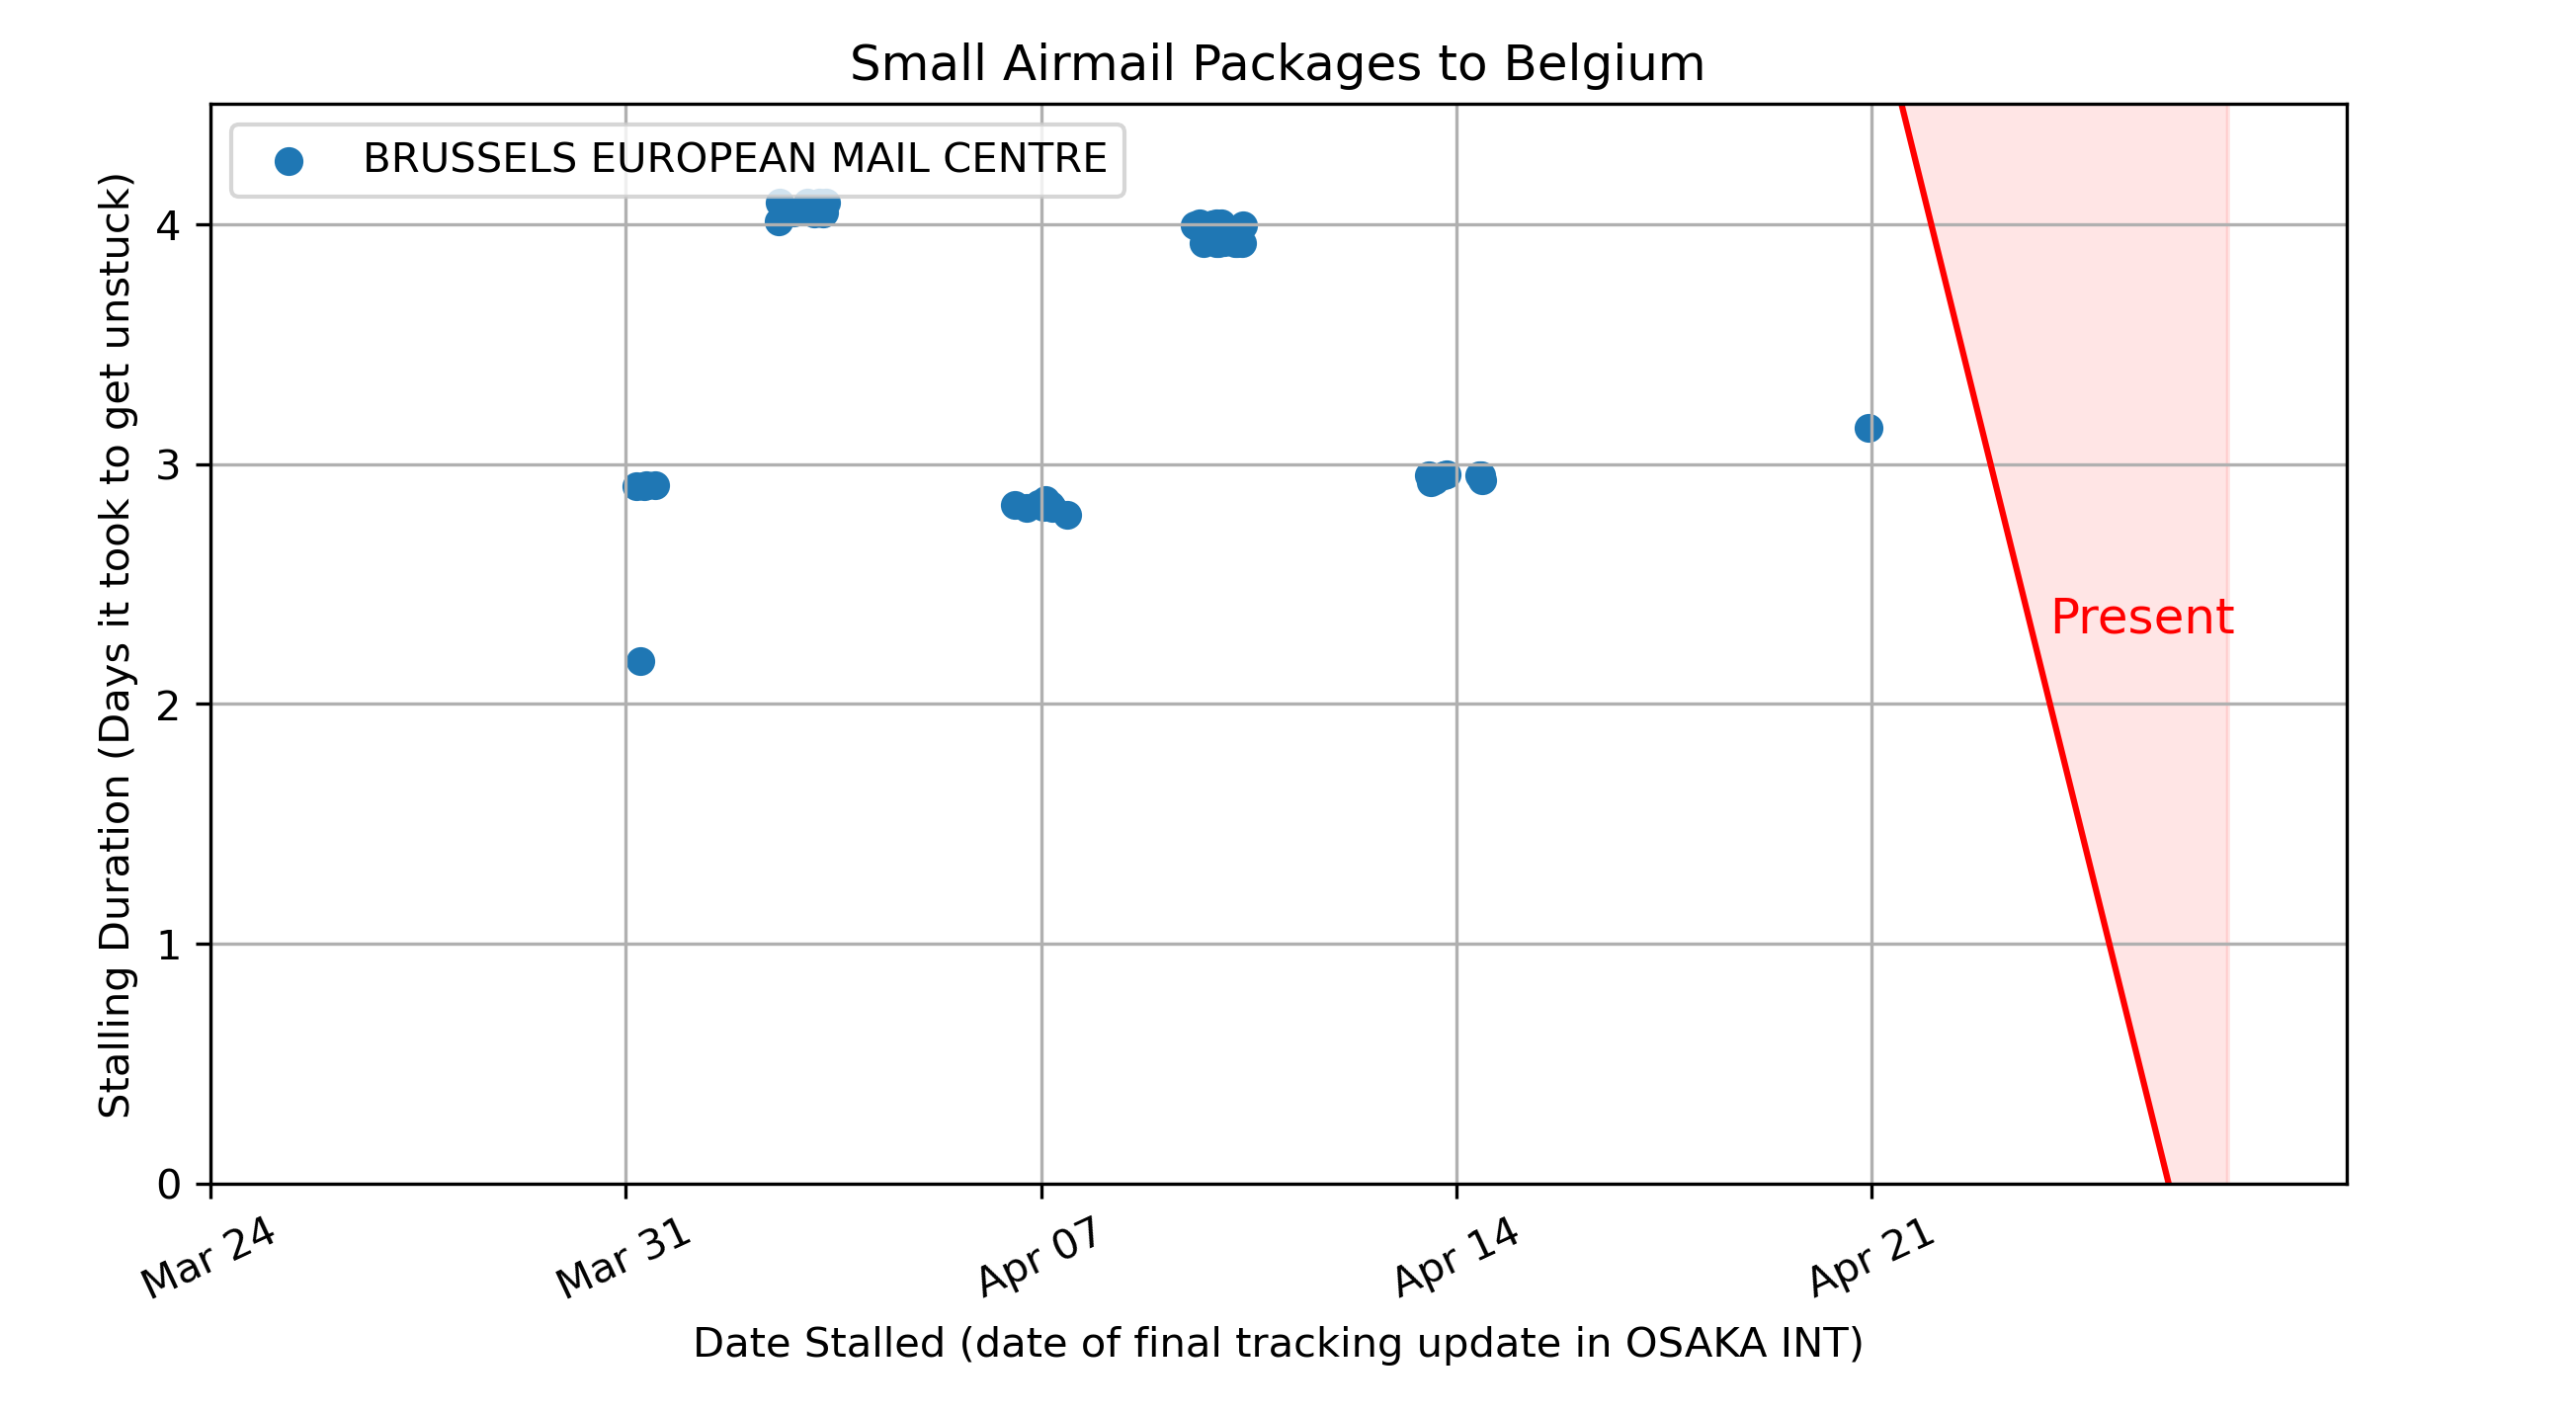 Small Airmail Packages to Belgium
BRUSSELS EUROPEAN MAIL CENTRE
Stalling Duration (Days it took to get unstuck)
4
3
2
1
0
Present
Mar 24
Mar 31
Apr 07
Apr 14
Apr 21
Date Stalled (date of final tracking update in OSAKA INT)